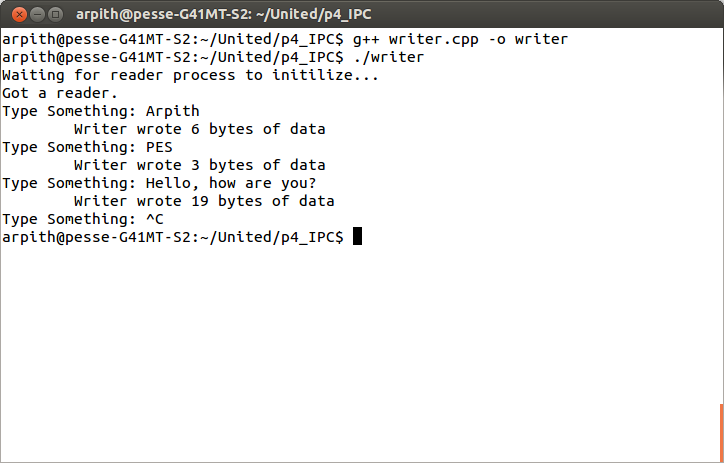 arpith@pesse-G41MT-S2: ~/United/p4_IPC
arpith@pesse-G41MT-S2:~/United/p4_IPC$ g++ writer.cpp -o writer
arpith@pesse-G41MT-S2:~/United/p4_IPC$ ./writer
Waiting for reader process to initilize...
Got a reader.
Type Something: Arpith
        Writer wrote 6 bytes of data
Type Something: PES
        Writer wrote 3 bytes of data
Type Something: Hello, how are you?
        Writer wrote 19 bytes of data
Type Something: ^C
arpith@pesse-G41MT-S2:~/United/p4_IPC$